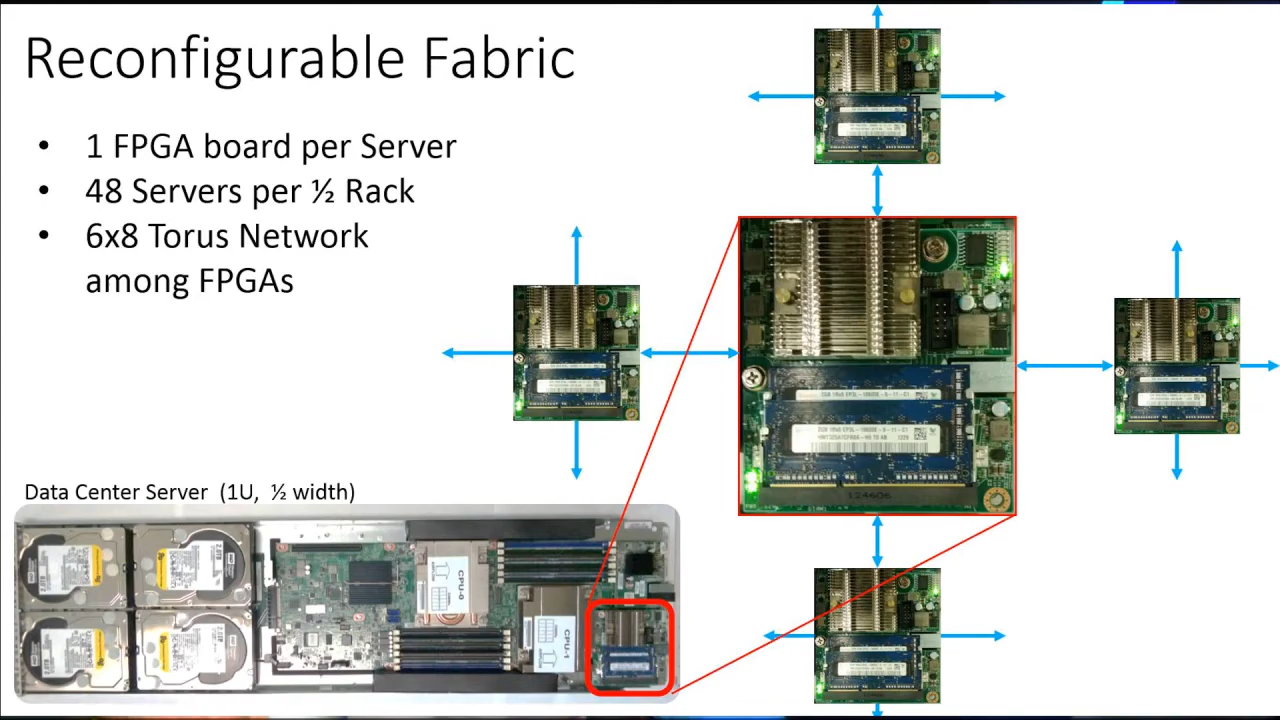 Reconfigurable Fabric
• 1 FPGA board per Server
• 48 Servers per ½ Rack
• 6x8 Torus Network
among FPGAs
Data Center Server (1U, ½ width)
CPU-0
CPU-1
124606